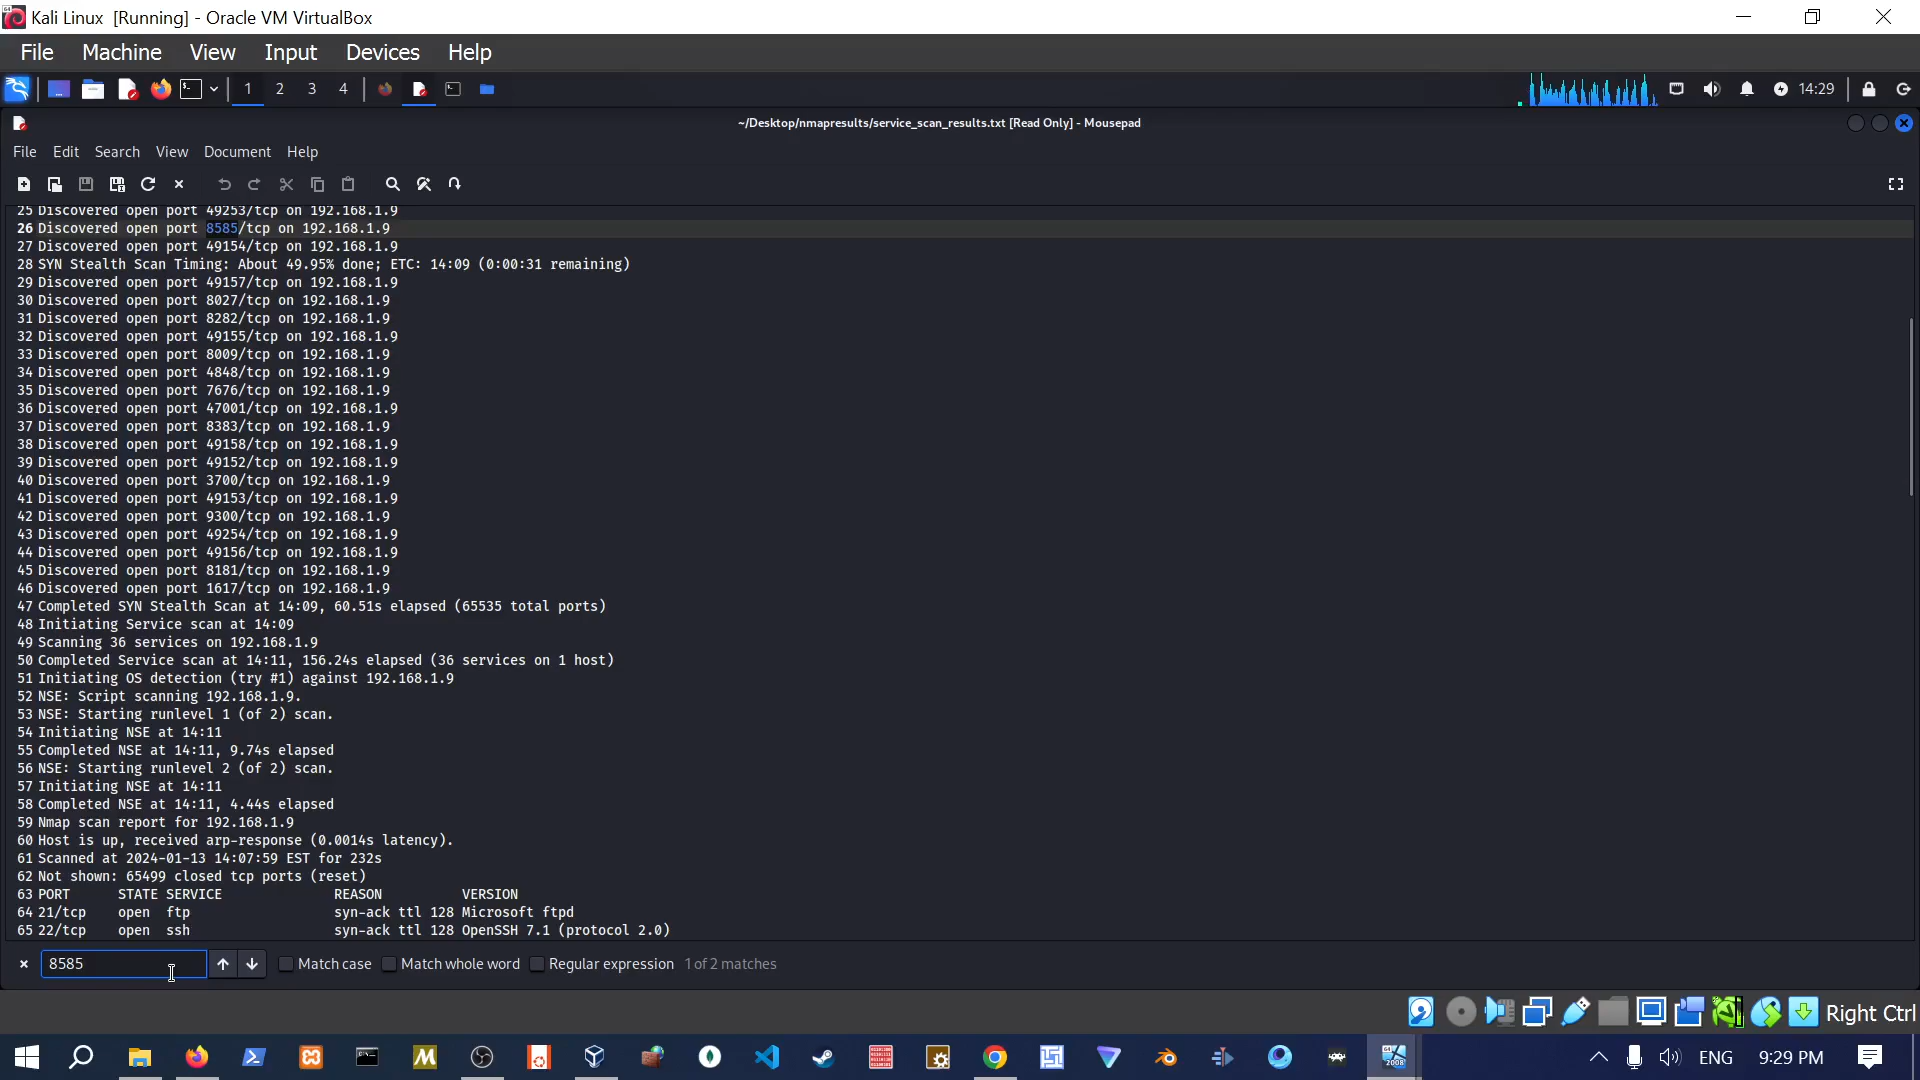 Kali Linux [Running] - Oracle VM VirtualBox
File Machine View Input Devices Help
1 2 3 4 14:29
~/Desktop/nmapresults/service_scan_results.txt [Read Only] - Mousepad
File Edit Search View Document Help
25 Discovered open port 49253/tcp on 192.168.1.9
26 Discovered open port 8585/tcp on 192.168.1.9
27 Discovered open port 49154/tcp on 192.168.1.9
28 SYN Stealth Scan Timing: About 49.95% done; ETC: 14:09 (0:00:31 remaining)
29 Discovered open port 49157/tcp on 192.168.1.9
30 Discovered open port 8027/tcp on 192.168.1.9
31 Discovered open port 8282/tcp on 192.168.1.9
32 Discovered open port 49155/tcp on 192.168.1.9
33 Discovered open port 8009/tcp on 192.168.1.9
34 Discovered open port 4848/tcp on 192.168.1.9
35 Discovered open port 7676/tcp on 192.168.1.9
36 Discovered open port 47001/tcp on 192.168.1.9
37 Discovered open port 8383/tcp on 192.168.1.9
38 Discovered open port 49158/tcp on 192.168.1.9
39 Discovered open port 49152/tcp on 192.168.1.9
40 Discovered open port 3700/tcp on 192.168.1.9
41 Discovered open port 49153/tcp on 192.168.1.9
42 Discovered open port 9300/tcp on 192.168.1.9
43 Discovered open port 49254/tcp on 192.168.1.9
44 Discovered open port 49156/tcp on 192.168.1.9
45 Discovered open port 8181/tcp on 192.168.1.9
46 Discovered open port 1617/tcp on 192.168.1.9
47 Completed SYN Stealth Scan at 14:09, 60.51s elapsed (65535 total ports)
48 Initiating Service scan at 14:09
49 Scanning 36 services on 192.168.1.9
50 Completed Service scan at 14:11, 156.24s elapsed (36 services on 1 host)
51 Initiating OS detection (try #1) against 192.168.1.9
52 NSE: Script scanning 192.168.1.9.
53 NSE: Starting runlevel 1 (of 2) scan.
54 Initiating NSE at 14:11
55 Completed NSE at 14:11, 9.74s elapsed
56 NSE: Starting runlevel 2 (of 2) scan.
57 Initiating NSE at 14:11
58 Completed NSE at 14:11, 4.44s elapsed
59 Nmap scan report for 192.168.1.9
60 Host is up, received arp-response (0.0014s latency).
61 Scanned at 2024-01-13 14:07:59 EST for 232s
62 Not shown: 65499 closed tcp ports (reset)
63 PORT STATE SERVICE REASON VERSION
64 21/tcp open ftp syn-ack ttl 128 Microsoft ftpd
65 22/tcp open ssh syn-ack ttl 128 OpenSSH 7.1 (protocol 2.0)
8585 Match case Match whole word Regular expression 1 of 2 matches
Right Ctrl
ENG 9:29 PM